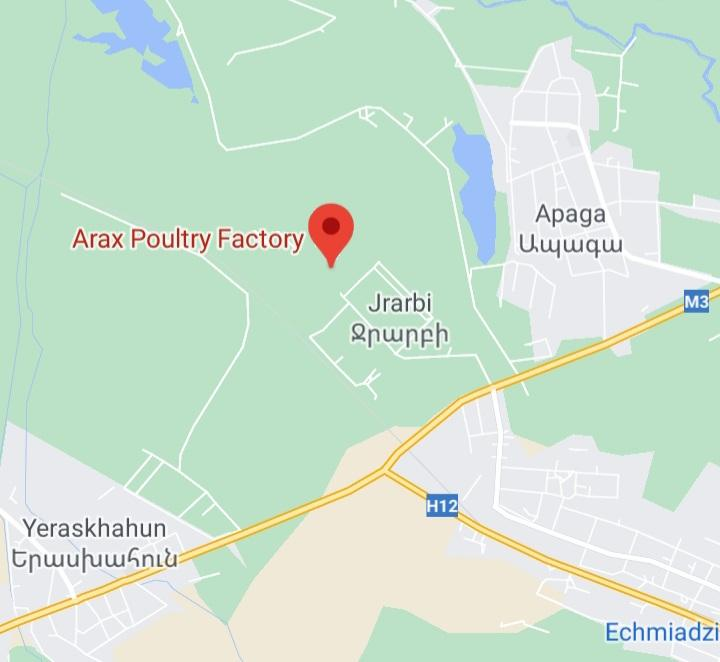 Apaga
Ապագա
Arax Poultry Factory
M3
Jrarbi
Ջրարբի
H12
Yeraskhahun
Երասխահուն
Echmiadzi